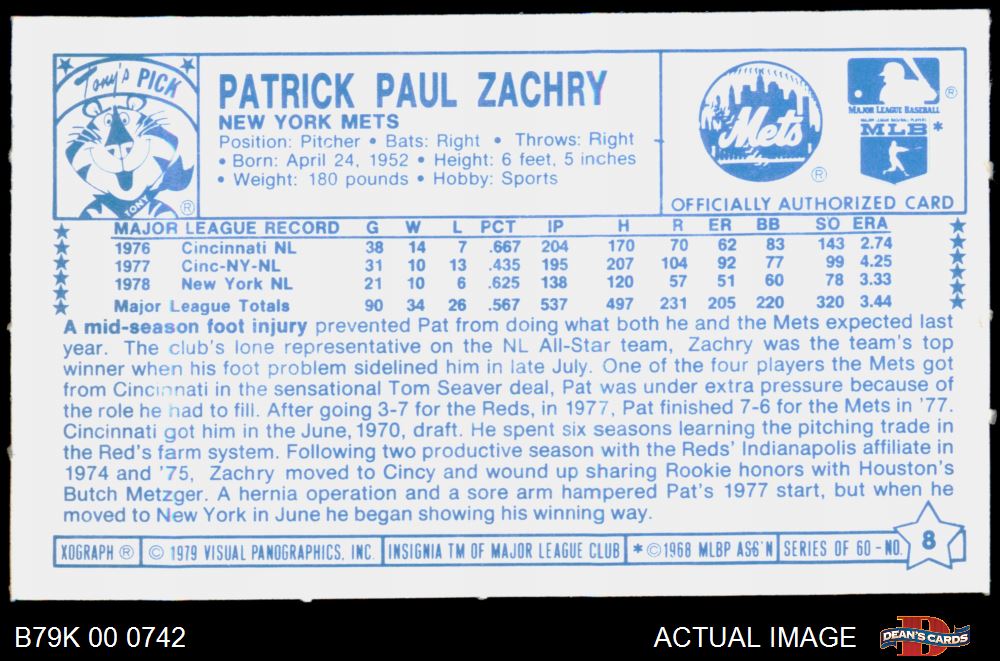 Tony's PICK
TONY
®
PATRICK PAUL ZACHRY
NEW YORK METS
Position: Pitcher • Bats: Right • Throws: Right
• Born: April 24, 1952 • Height: 6 feet, 5 inches
• Weight: 180 pounds • Hobby: Sports
Mets
®
MAJOR LEAGUE BASEBALL
®
MAJOR LEAGUE BASEBALL PLAYERS
MLB*
OFFICIALLY AUTHORIZED CARD
MAJOR LEAGUE RECORD G W L PCT IP H R ER BB SO ERA
1976 Cincinnati NL 38 14 7 .667 204 170 70 62 83 143 2.74
1977 Cinc-NY-NL 31 10 13 .435 195 207 104 92 77 99 4.25
1978 New York NL 21 10 6 .625 138 120 57 51 60 78 3.33
Major League Totals 90 34 26 .567 537 497 231 205 220 320 3.44
A mid-season foot injury prevented Pat from doing what both he and the Mets expected last
year. The club's lone representative on the NL All-Star team, Zachry was the team's top
winner when his foot problem sidelined him in late July. One of the four players the Mets got
from Cincinnati in the sensational Tom Seaver deal, Pat was under extra pressure because of
the role he had to fill. After going 3-7 for the Reds, in 1977, Pat finished 7-6 for the Mets in '77.
Cincinnati got him in the June, 1970, draft. He spent six seasons learning the pitching trade in
the Red's farm system. Following two productive season with the Reds' Indianapolis affiliate in
1974 and '75, Zachry moved to Cincy and wound up sharing Rookie honors with Houston's
Butch Metzger. A hernia operation and a sore arm hampered Pat's 1977 start, but when he
moved to New York in June he began showing his winning way.
XOGRAPH ® © 1979 VISUAL PANOGRAPHICS, INC. INSIGNIA TM OF MAJOR LEAGUE CLUB * ©1968 MLBP ASS'N SERIES OF 60 - NO. 8
B79K 00 0742
ACTUAL IMAGE
DEAN'S CARDS